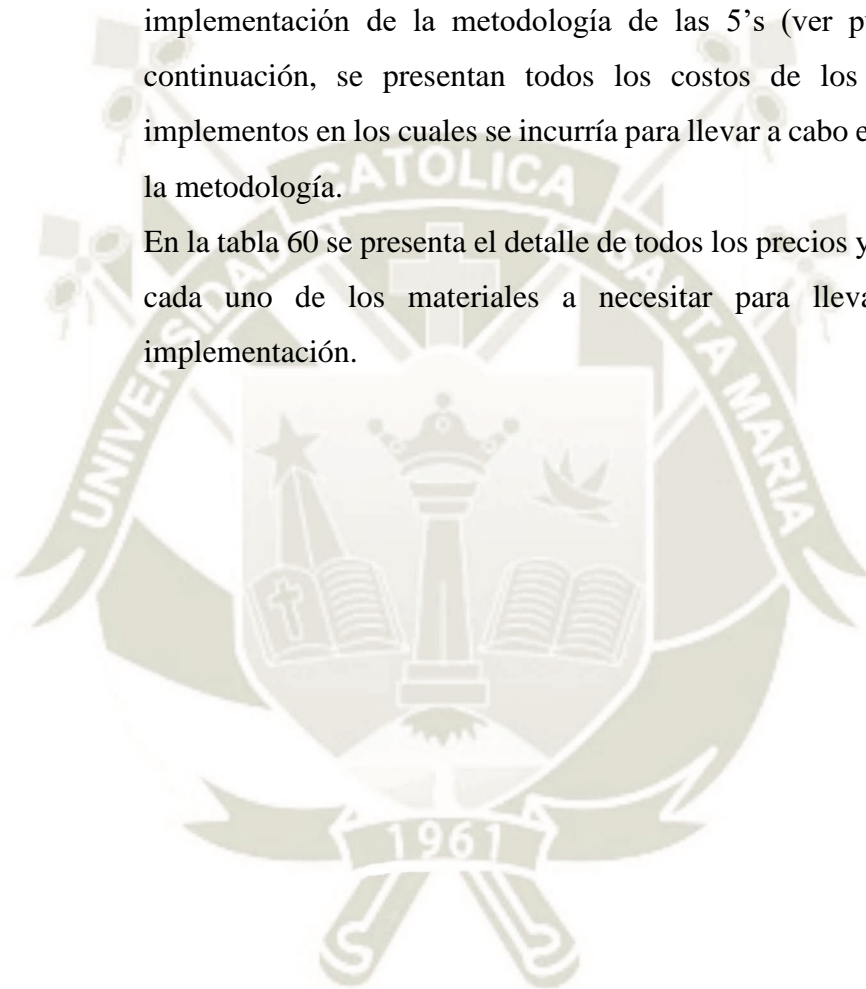 implementación de la metodología de las 5’s (ver
continuación, se presentan todos los costos de los
implementos en los cuales se incurría para llevar a cabo
la metodología.
En la tabla 60 se presenta el detalle de todos los precios y
cada uno de los materiales a necesitar para
implementación.
UNIVERSIDAD CATOLICA SANTA MARIA
1961